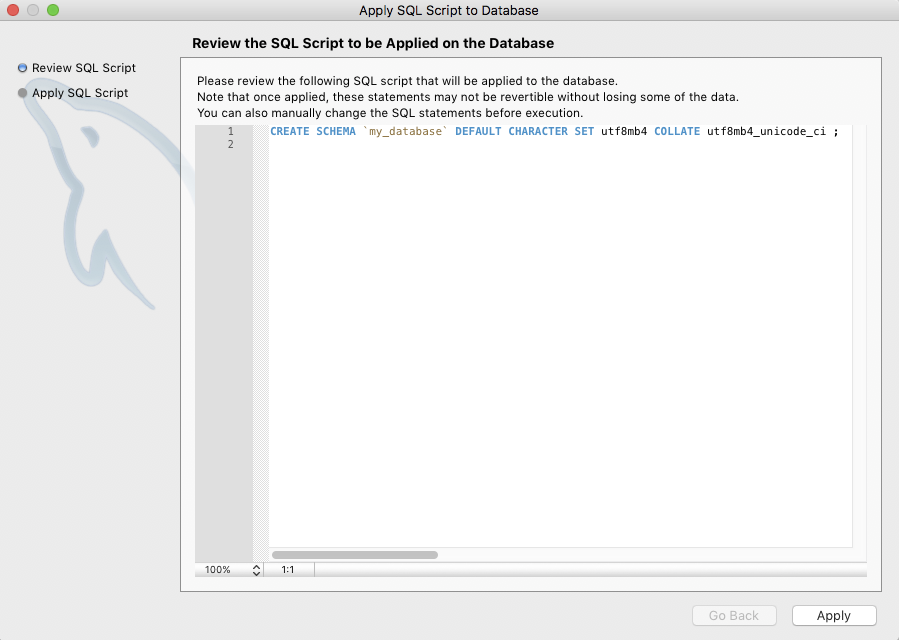 Apply SQL Script to Database
Review the SQL Script to be Applied on the Database
Review SQL Script
Apply SQL Script
Please review the following SQL script that will be applied to the database.
Note that once applied, these statements may not be revertible without losing some of the data.
You can also manually change the SQL statements before execution.
1 CREATE SCHEMA `my_database` DEFAULT CHARACTER SET utf8mb4 COLLATE utf8mb4_unicode_ci ;
2
100% 1:1
Go Back Apply